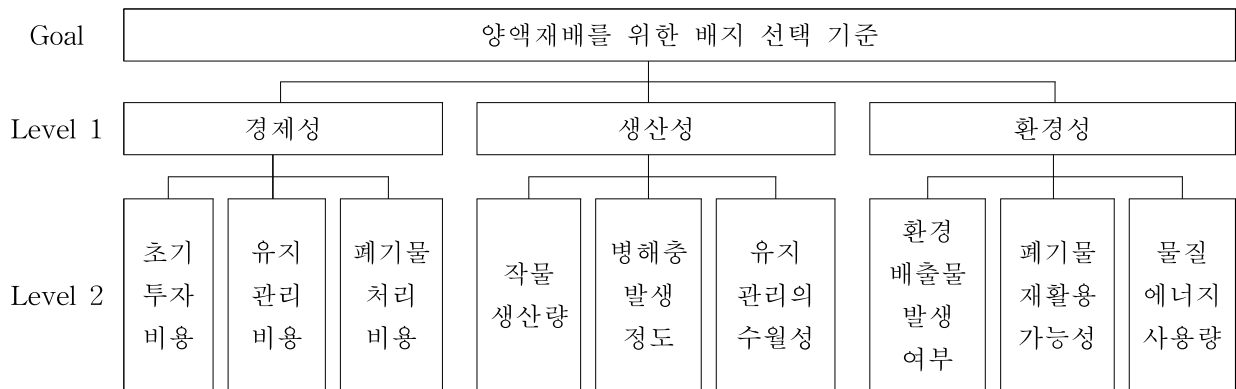 Goal
양액재배를 위한 배지 선택 기준
Level 1
경제성
생산성
환경성
Level 2
초기
투자
비용
유지
관리
비용
폐기물
처리
비용
작물
생산량
병해충
발생
정도
유지
관리의
수월성
환경
배출물
발생
여부
폐기물
재활용
가능성
물질
에너지
사용량